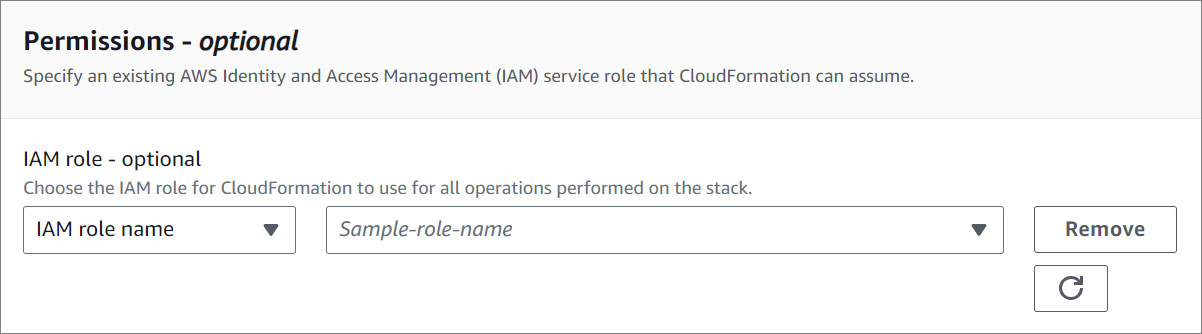 Permissions - optional
Specify an existing AWS Identity and Access Management (IAM) service role that CloudFormation can assume.
IAM role - optional
Choose the IAM role for CloudFormation to use for all operations performed on the stack.
IAM role name
Sample-role-name
Remove